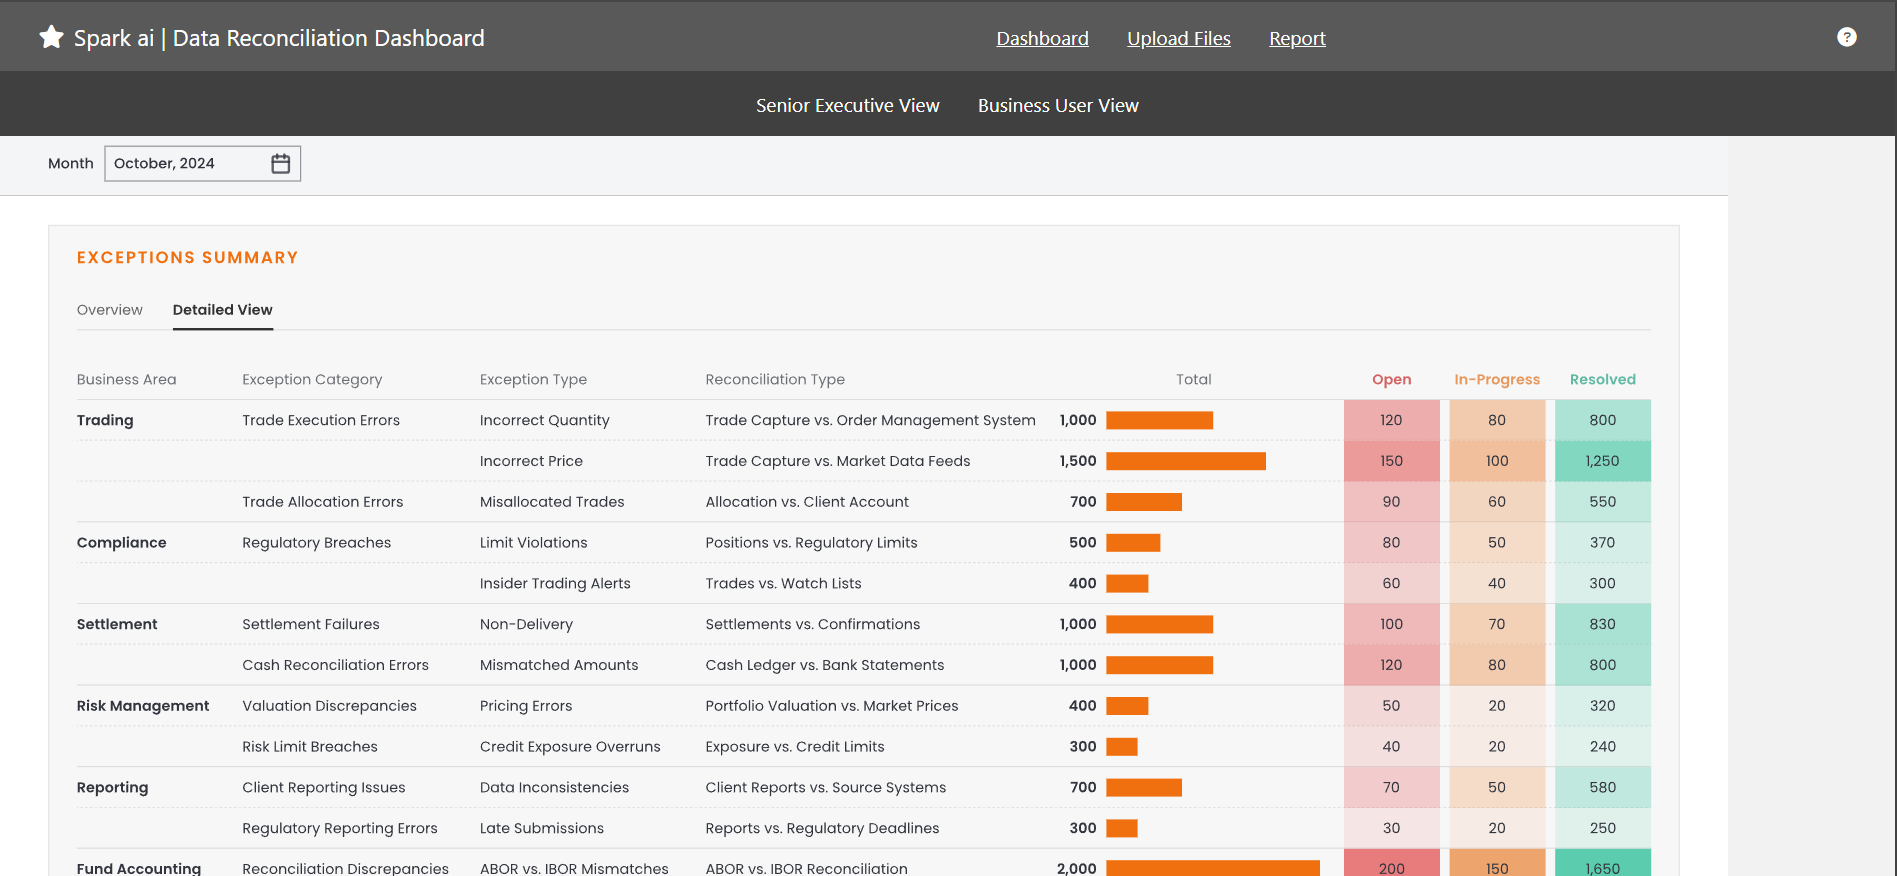 Spark ai | Data Reconciliation Dashboard Dashboard Upload Files Report ?
Senior Executive View Business User View
Month October, 2024
EXCEPTIONS SUMMARY
Overview Detailed View
Business Area Exception Category Exception Type Reconciliation Type Total Open In-Progress Resolved
Trading Trade Execution Errors Incorrect Quantity Trade Capture vs. Order Management System 1,000 120 80 800
Incorrect Price Trade Capture vs. Market Data Feeds 1,500 150 100 1,250
Trade Allocation Errors Misallocated Trades Allocation vs. Client Account 700 90 60 550
Compliance Regulatory Breaches Limit Violations Positions vs. Regulatory Limits 500 80 50 370
Insider Trading Alerts Trades vs. Watch Lists 400 60 40 300
Settlement Settlement Failures Non-Delivery Settlements vs. Confirmations 1,000 100 70 830
Cash Reconciliation Errors Mismatched Amounts Cash Ledger vs. Bank Statements 1,000 120 80 800
Risk Management Valuation Discrepancies Pricing Errors Portfolio Valuation vs. Market Prices 400 50 20 320
Risk Limit Breaches Credit Exposure Overruns Exposure vs. Credit Limits 300 40 20 240
Reporting Client Reporting Issues Data Inconsistencies Client Reports vs. Source Systems 700 70 50 580
Regulatory Reporting Errors Late Submissions Reports vs. Regulatory Deadlines 300 30 20 250
Fund Accounting Reconciliation Discrepancies ABOR vs. IBOR Mismatches ABOR vs. IBOR Reconciliation 2,000 200 150 1,650